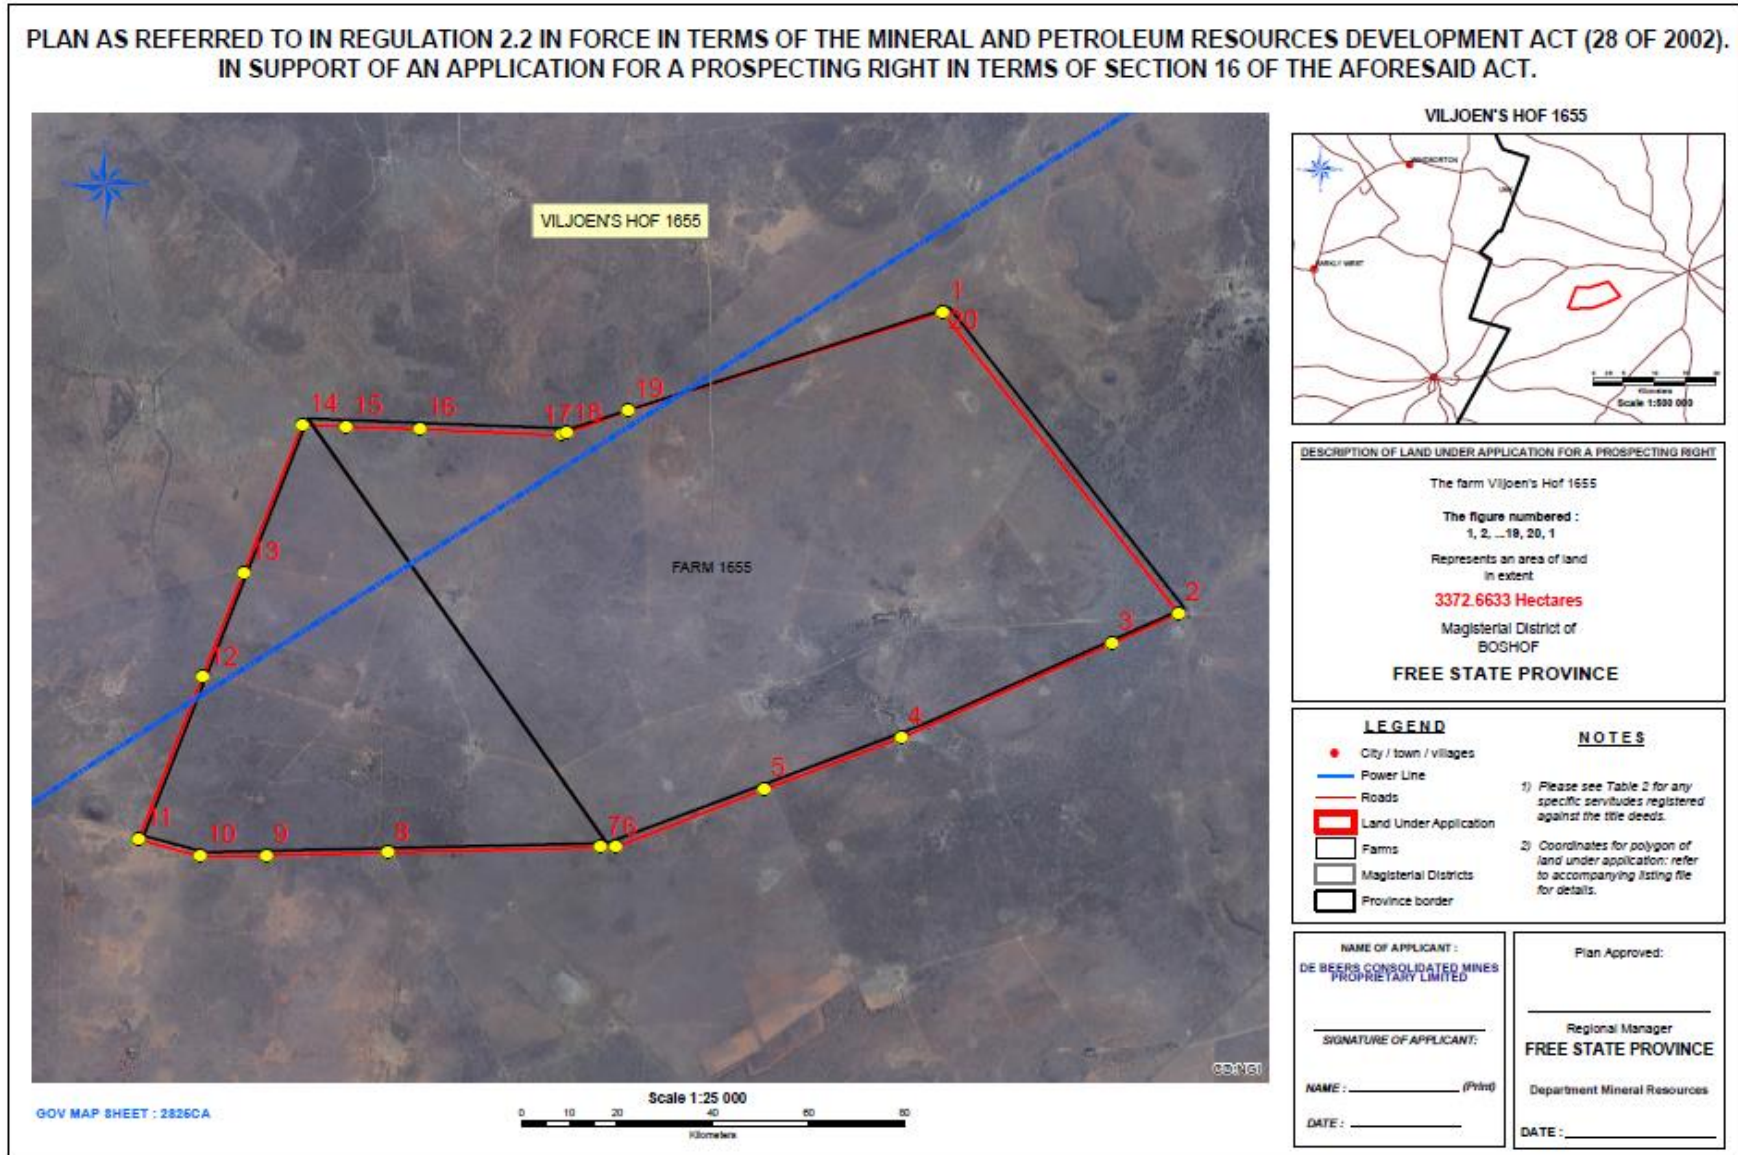 PLAN AS REFERRED TO IN REGULATION 2.2 IN FORCE IN TERMS OF THE MINERAL AND PETROLEUM RESOURCES DEVELOPMENT ACT (28 OF 2002).
IN SUPPORT OF AN APPLICATION FOR A PROSPECTING RIGHT IN TERMS OF SECTION 16 OF THE AFORESAID ACT.
VILJOEN'S HOF 1655
1
20
19
14 15 16 17 18
13
FARM 1655
2
3
12
4
5
11
10 9 8 7 6
CD:NGI
GOV MAP SHEET : 2825CA
Scale 1:25 000
0 10 20 40 60 80
Kilometers
VILJOEN'S HOF 1655
WINDSORTON
BARKLY WEST
Kilometers
Scale 1:500 000
DESCRIPTION OF LAND UNDER APPLICATION FOR A PROSPECTING RIGHT
The farm Viljoen's Hof 1655
The figure numbered :
1, 2, ...19, 20, 1
Represents an area of land
in extent
3372.6633 Hectares
Magisterial District of
BOSHOF
FREE STATE PROVINCE
LEGEND
City / town / villages
Power Line
Roads
Land Under Application
Farms
Magisterial Districts
Province border
NOTES
1) Please see Table 2 for any
specific servitudes registered
against the title deeds.
2) Coordinates for polygon of
land under application: refer
to accompanying listing file
for details.
NAME OF APPLICANT :
DE BEERS CONSOLIDATED MINES
PROPRIETARY LIMITED
SIGNATURE OF APPLICANT:
NAME : (Print)
DATE :
Plan Approved:
Regional Manager
FREE STATE PROVINCE
Department Mineral Resources
DATE :